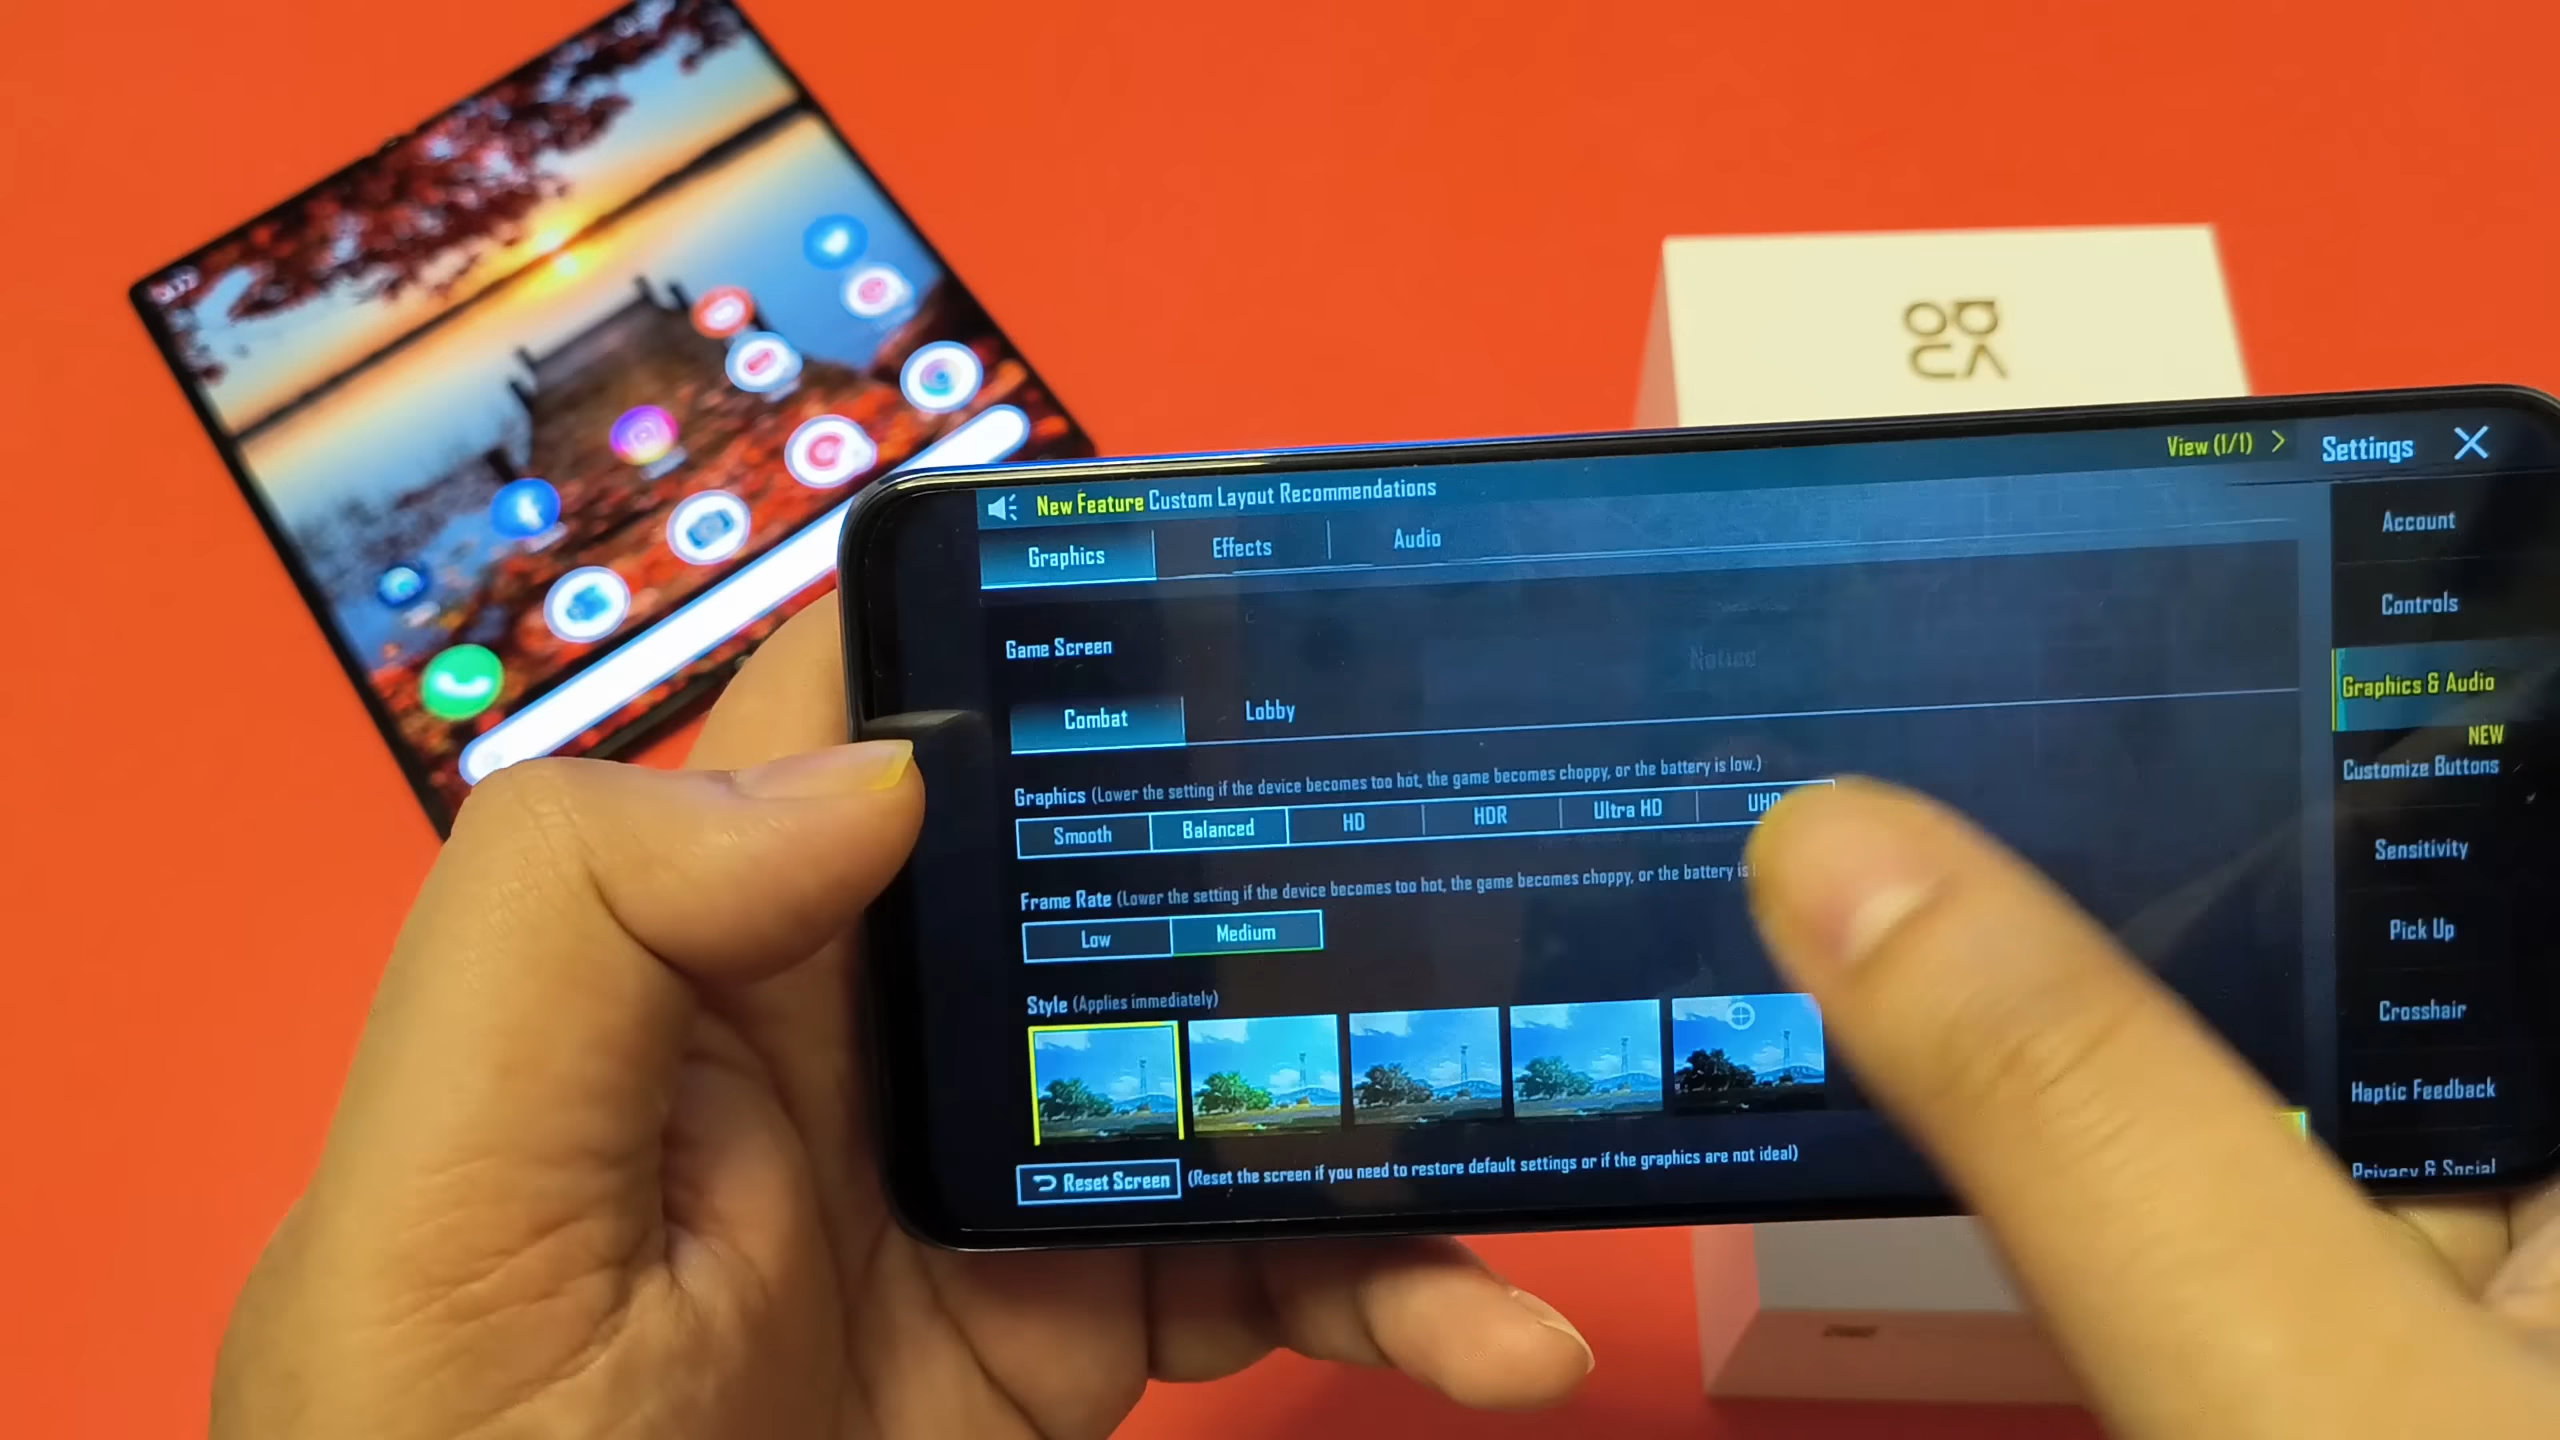 OB
CA
View (1/1)
Settings
New Feature Custom Layout Recommendations
Account
Graphics
Effects
Audio
Controls
Game Screen
Notice
Graphics & Audio
Combat
Lobby
NEW
Customize Buttons
Graphics (Lower the setting if the device becomes too hot, the game becomes choppy, or the battery is low.)
Smooth
Balanced
HD
HDR
Ultra HD
Sensitivity
Frame Rate (Lower the setting if the device becomes too hot, the game becomes choppy, or the battery is
Low
Medium
Pick Up
Style (Applies immediately)
Crosshair
Haptic Feedback
Reset Screen (Reset the screen if you need to restore default settings or if the graphics are not ideal)
Privacy & Social